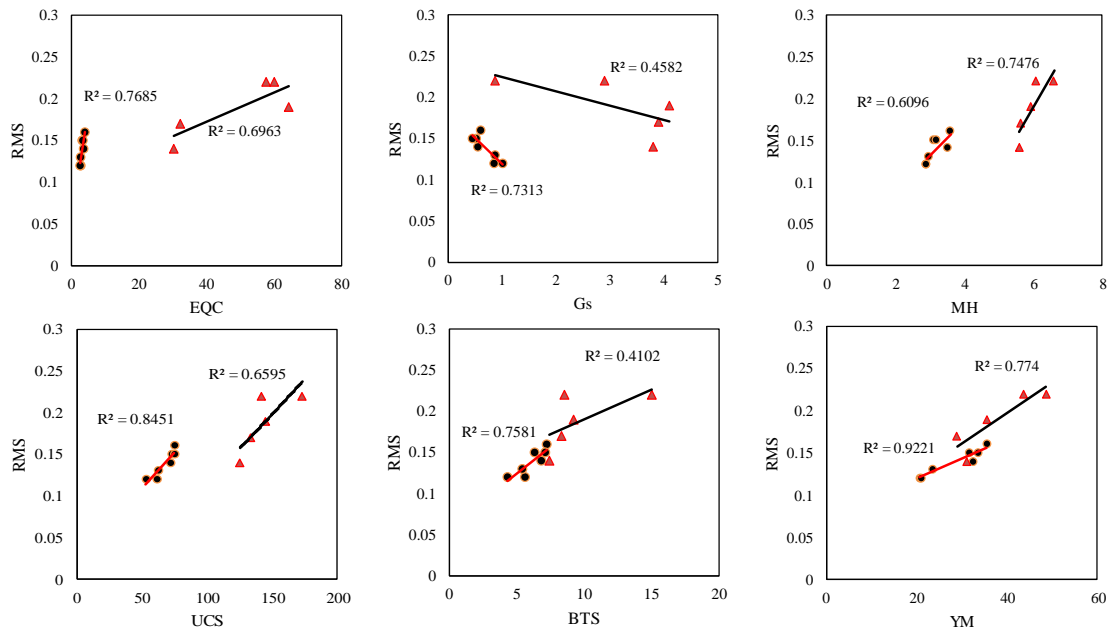 0.3
0.25
0.2
0.15
0.1
0.05
0
RMS
R² = 0.7685
R² = 0.6963
0 20 40 60 80
EQC
0.3
0.25
0.2
0.15
0.1
0.05
0
RMS
R² = 0.4582
R² = 0.7313
0 1 2 3 4 5
Gs
0.3
0.25
0.2
0.15
0.1
0.05
0
RMS
R² = 0.7476
R² = 0.6096
0 2 4 6 8
MH
0.3
0.25
0.2
0.15
0.1
0.05
0
RMS
R² = 0.6595
R² = 0.8451
0 50 100 150 200
UCS
0.3
0.25
0.2
0.15
0.1
0.05
0
RMS
R² = 0.4102
R² = 0.7581
0 5 10 15 20
BTS
0.3
0.25
0.2
0.15
0.1
0.05
0
RMS
R² = 0.774
R² = 0.9221
0 20 40 60
YM